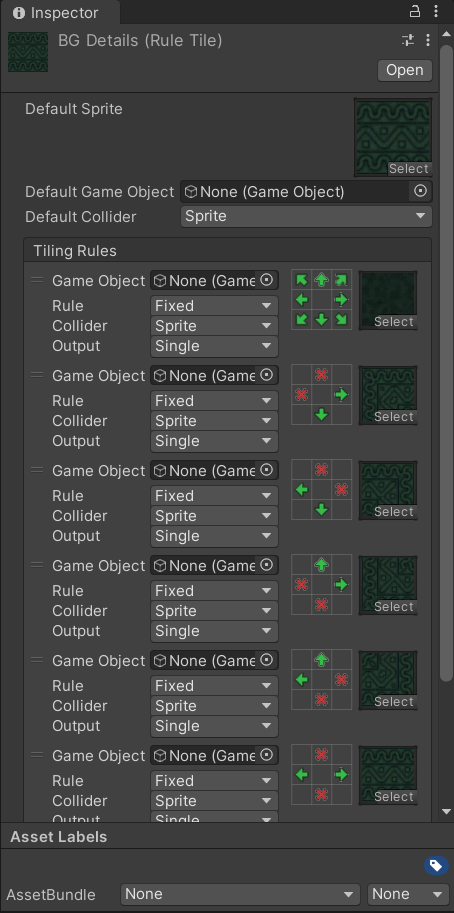 Inspector
BG Details (Rule Tile)
Open
Default Sprite
Select
Default Game Object None (Game Object)
Default Collider Sprite
Tiling Rules
Game Object None (Game
Rule Fixed
Collider Sprite Select
Output Single
Game Object None (Game
Rule Fixed
Collider Sprite Select
Output Single
Game Object None (Game
Rule Fixed
Collider Sprite Select
Output Single
Game Object None (Game
Rule Fixed
Collider Sprite Select
Output Single
Game Object None (Game
Rule Fixed
Collider Sprite Select
Output Single
Game Object None (Game
Rule Fixed
Collider Sprite Select
Output Single
Asset Labels
AssetBundle None None